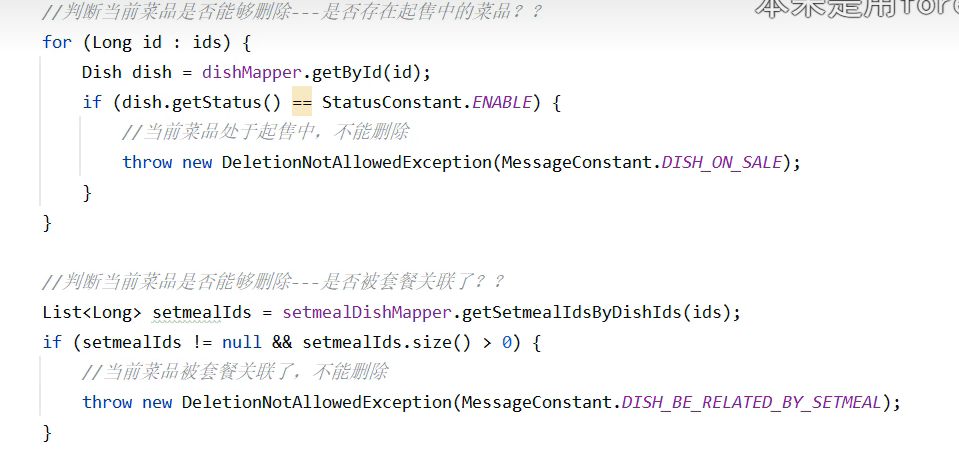 本来是用fore
//判断当前菜品是否能够删除---是否存在起售中的菜品？？
for (Long id : ids) {
Dish dish = dishMapper.getById(id);
if (dish.getStatus() == StatusConstant.ENABLE) {
//当前菜品处于起售中，不能删除
throw new DeletionNotAllowedException(MessageConstant.DISH_ON_SALE);
}
}
//判断当前菜品是否能够删除---是否被套餐关联了？？
List<Long> setmealIds = setmealDishMapper.getSetmealIdsByDishIds(ids);
if (setmealIds != null && setmealIds.size() > 0) {
//当前菜品被套餐关联了，不能删除
throw new DeletionNotAllowedException(MessageConstant.DISH_BE_RELATED_BY_SETMEAL);
}